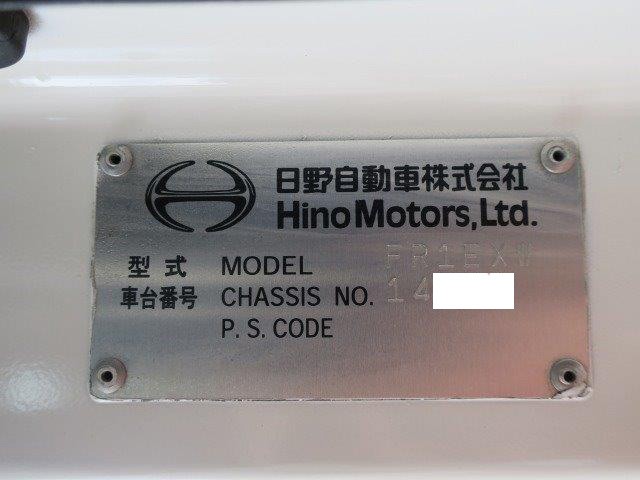 日野自動車株式会社
Hino Motors, Ltd.
型式 MODEL FR1EXW
車台番号 CHASSIS NO. 14
P. S. CODE